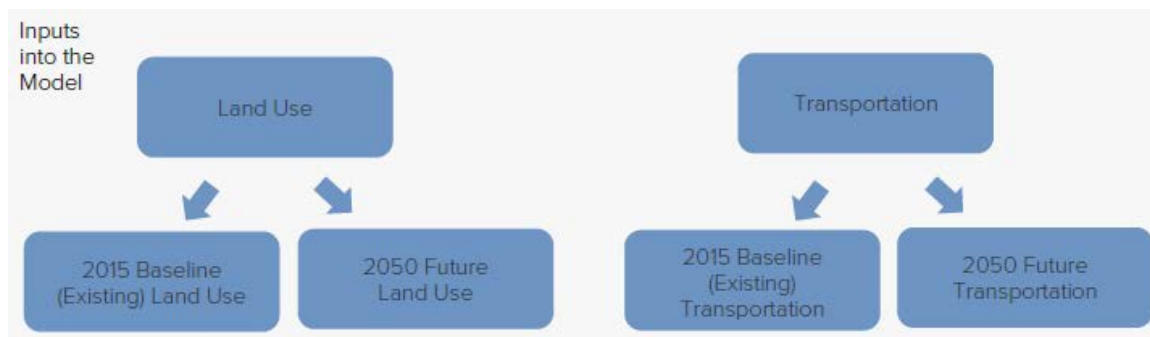 Inputs
into the
Model
Land Use
Transportation
2015 Baseline
(Existing) Land Use
2050 Future
Land Use
2015 Baseline
(Existing)
Transportation
2050 Future
Transportation